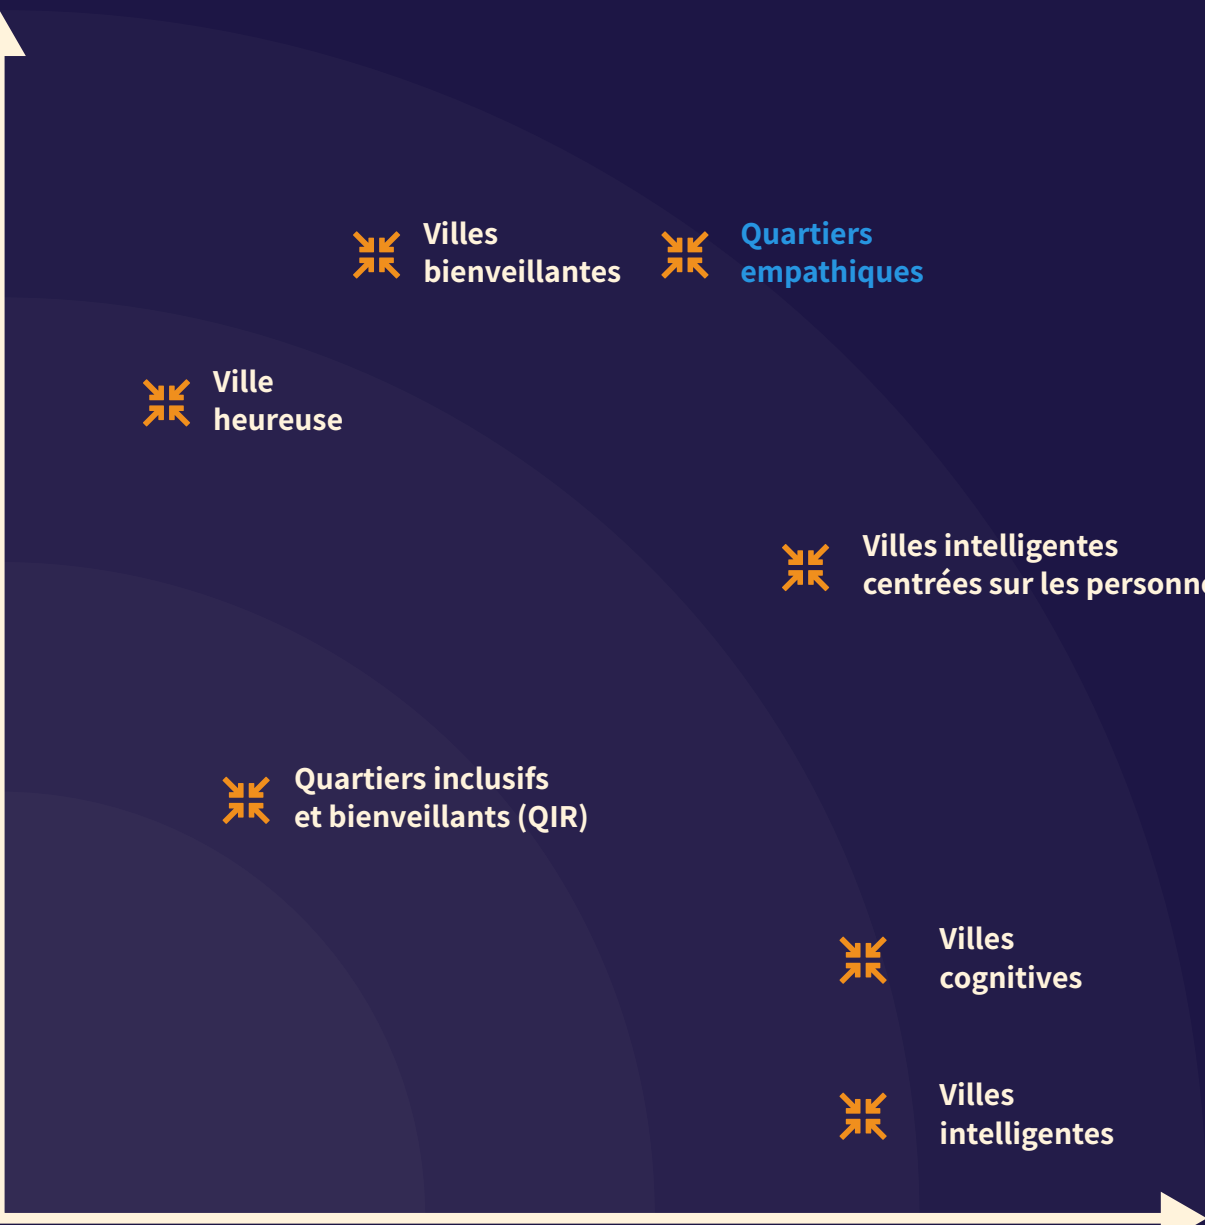 Villes
bienveillantes
Quartiers
empathiques
Ville
heureuse
Villes intelligentes
centrées sur les
Quartiers inclusifs
et bienveillants (QIR)
Villes
cognitives
Villes
intelligentes